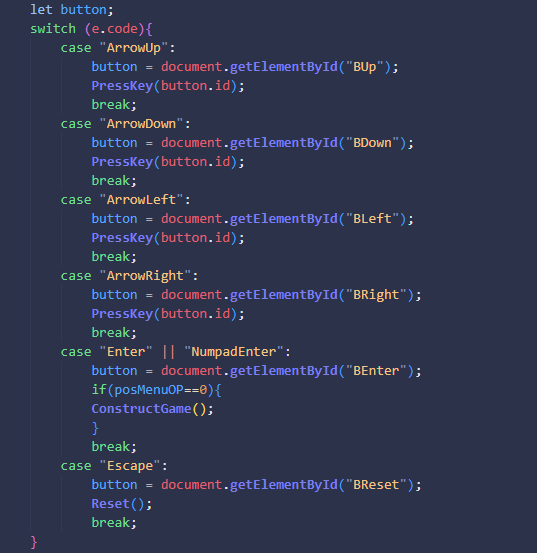 let button;
switch (e.code){
case "ArrowUp":
button = document.getElementById("BUp");
PressKey(button.id);
break;
case "ArrowDown":
button = document.getElementById("BDown");
PressKey(button.id);
break;
case "ArrowLeft":
button = document.getElementById("BLeft");
PressKey(button.id);
break;
case "ArrowRight":
button = document.getElementById("BRight");
PressKey(button.id);
break;
case "Enter" || "NumpadEnter":
button = document.getElementById("BEnter");
if(posMenuOP==0){
ConstructGame();
}
break;
case "Escape":
button = document.getElementById("BReset");
Reset();
break;
}